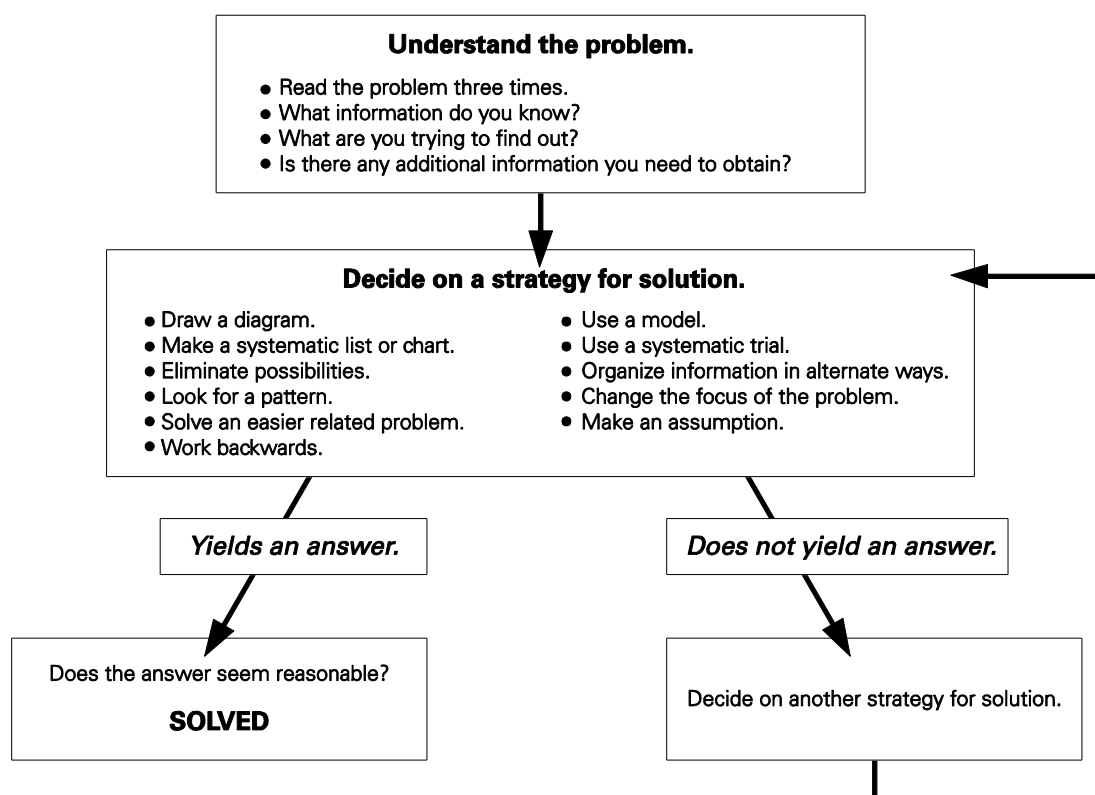 Understand the problem.
● Read the problem three times.
● What information do you know?
● What are you trying to find out?
● Is there any additional information you need to obtain?
Decide on a strategy for solution.
● Draw a diagram.
● Make a systematic list or chart.
● Eliminate possibilities.
● Look for a pattern.
● Solve an easier related problem.
● Work backwards.
● Use a model.
● Use a systematic trial.
● Organize information in alternate ways.
● Change the focus of the problem.
● Make an assumption.
Yields an answer.
Does not yield an answer.
Does the answer seem reasonable?
SOLVED
Decide on another strategy for solution.